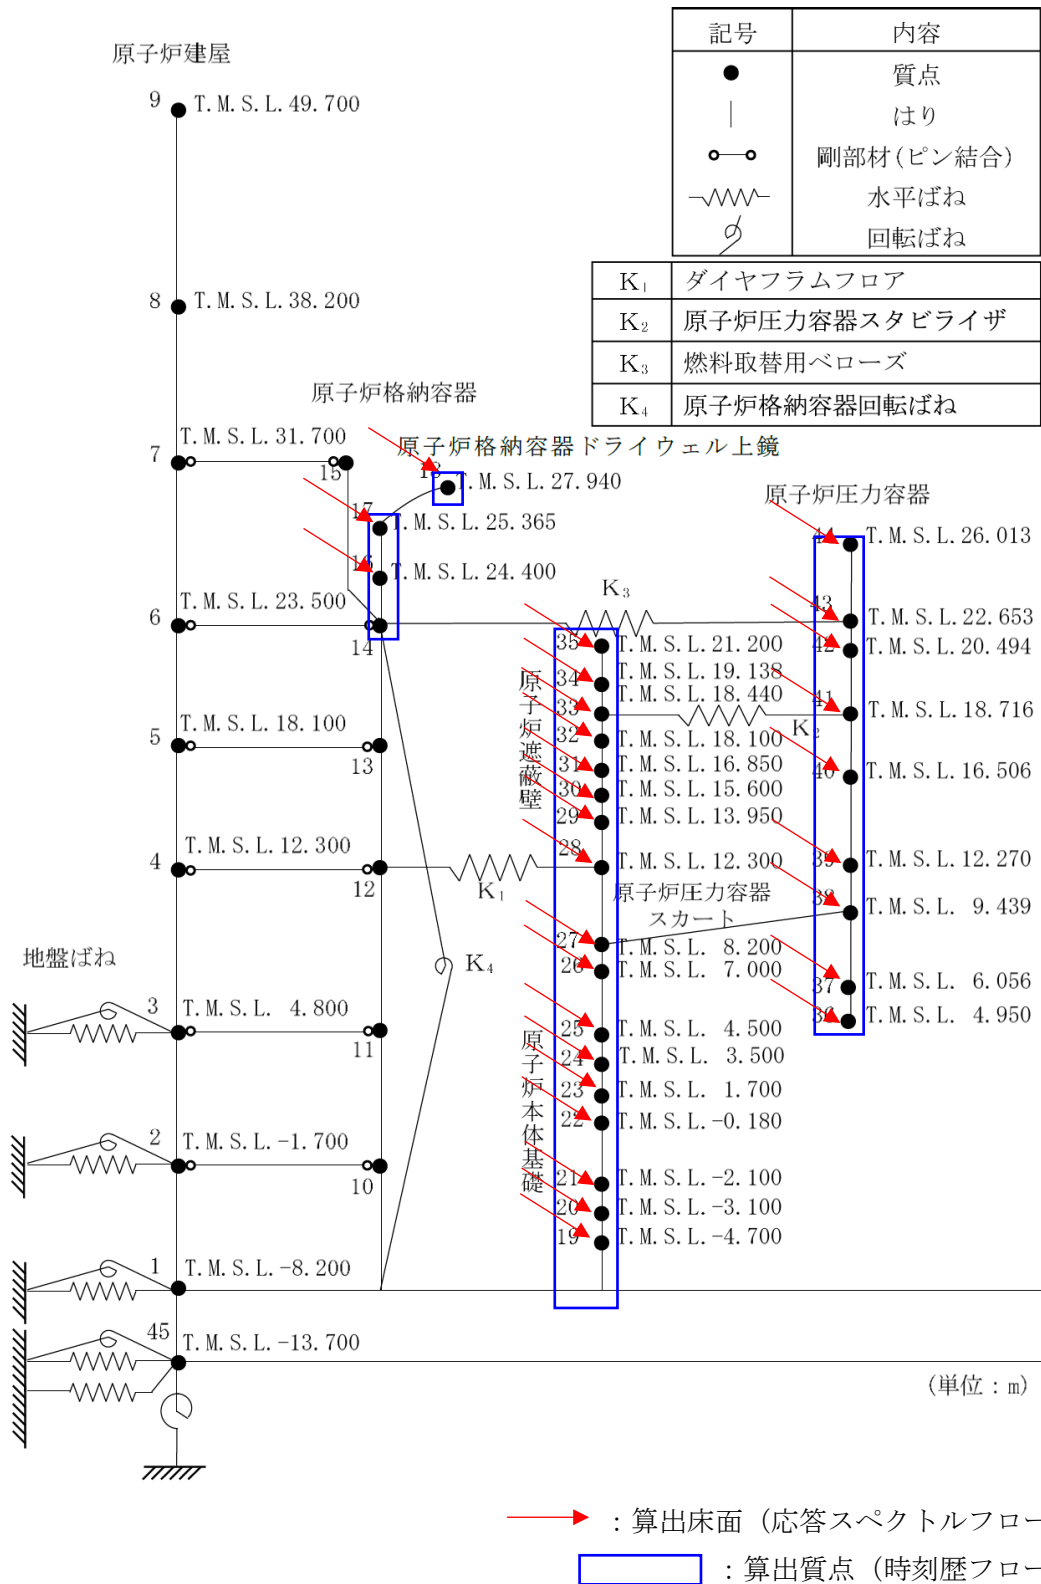 記号 内容
質点
はり
剛部材(ピン結合)
水平ばね
回転ばね
K₁ ダイヤフラムフロア
K₂ 原子炉圧力容器スタビライザ
K₃ 燃料取替用ベローズ
K₄ 原子炉格納容器回転ばね
原子炉建屋
9 T.M.S.L.49.700
8 T.M.S.L.38.200
7 T.M.S.L.31.700
6 T.M.S.L.23.500
5 T.M.S.L.18.100
4 T.M.S.L.12.300
地盤ばね
3 T.M.S.L. 4.800
2 T.M.S.L.-1.700
1 T.M.S.L.-8.200
45 T.M.S.L.-13.700
原子炉格納容器
原子炉格納容器ドライウェル上鏡
18 T.M.S.L.27.940
15
17 T.M.S.L.25.365
16 T.M.S.L.24.400
14
13
12
11
10
K₃
K₂
K₁
K₄
原子炉遮蔽壁
35 T.M.S.L.21.200
34 T.M.S.L.19.138
33 T.M.S.L.18.440
32 T.M.S.L.18.100
31 T.M.S.L.16.850
30 T.M.S.L.15.600
29 T.M.S.L.13.950
28 T.M.S.L.12.300
原子炉圧力容器
スカート
27 T.M.S.L. 8.200
26 T.M.S.L. 7.000
原子炉本体基礎
25 T.M.S.L. 4.500
24 T.M.S.L. 3.500
23 T.M.S.L. 1.700
22 T.M.S.L.-0.180
21 T.M.S.L.-2.100
20 T.M.S.L.-3.100
19 T.M.S.L.-4.700
原子炉圧力容器
44 T.M.S.L.26.013
43 T.M.S.L.22.653
42 T.M.S.L.20.494
41 T.M.S.L.18.716
40 T.M.S.L.16.506
39 T.M.S.L.12.270
38 T.M.S.L. 9.439
37 T.M.S.L. 6.056
36 T.M.S.L. 4.950
(単位：m)
：算出床面（応答スペクトルフロー
：算出質点（時刻歴フロー